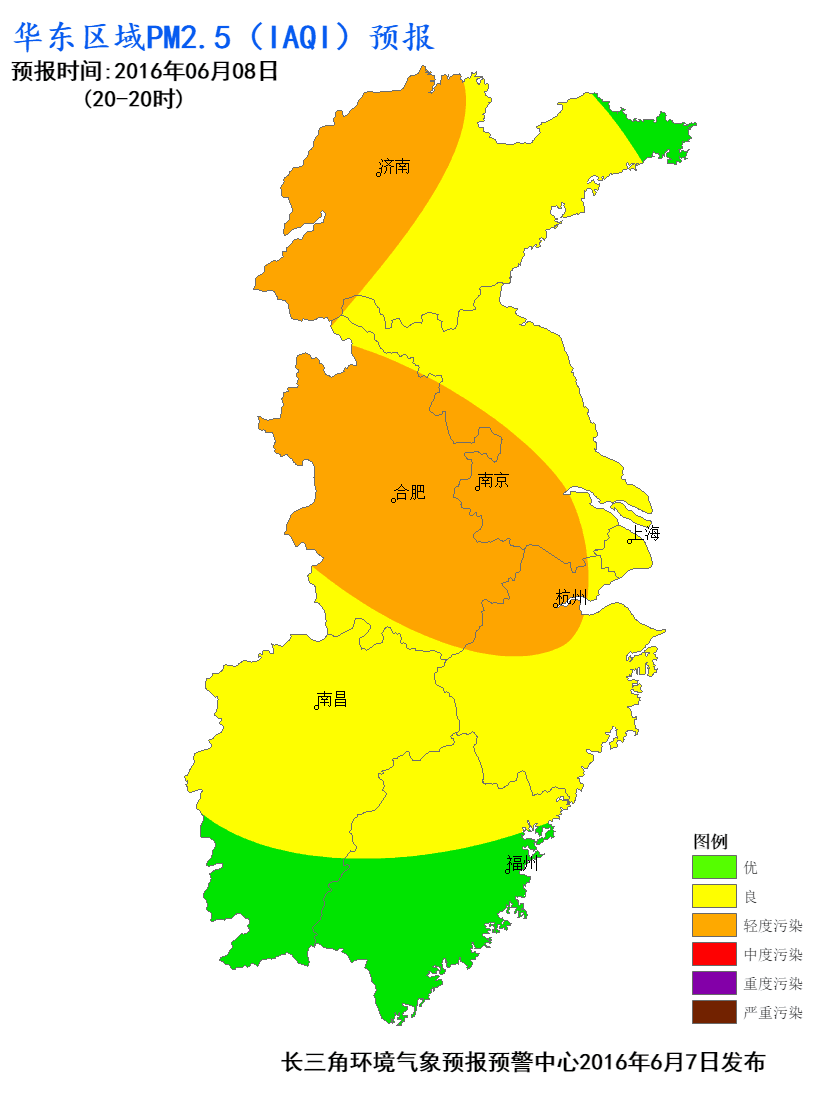 华东区域PM2.5（IAQI）预报
预报时间:2016年06月08日
(20-20时)
济南
合肥
南京
上海
杭州
南昌
福州
图例
优
良
轻度污染
中度污染
重度污染
严重污染
长三角环境气象预报预警中心2016年6月7日发布